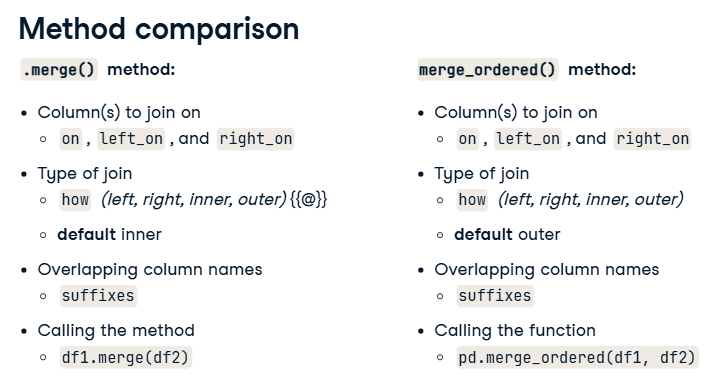 Method comparison
.merge() method:
• Column(s) to join on
◦ on , left_on , and right_on
• Type of join
◦ how (left, right, inner, outer) {{@}}
◦ default inner
• Overlapping column names
◦ suffixes
• Calling the method
◦ df1.merge(df2)
merge_ordered() method:
• Column(s) to join on
◦ on , left_on , and right_on
• Type of join
◦ how (left, right, inner, outer)
◦ default outer
• Overlapping column names
◦ suffixes
• Calling the function
◦ pd.merge_ordered(df1, df2)